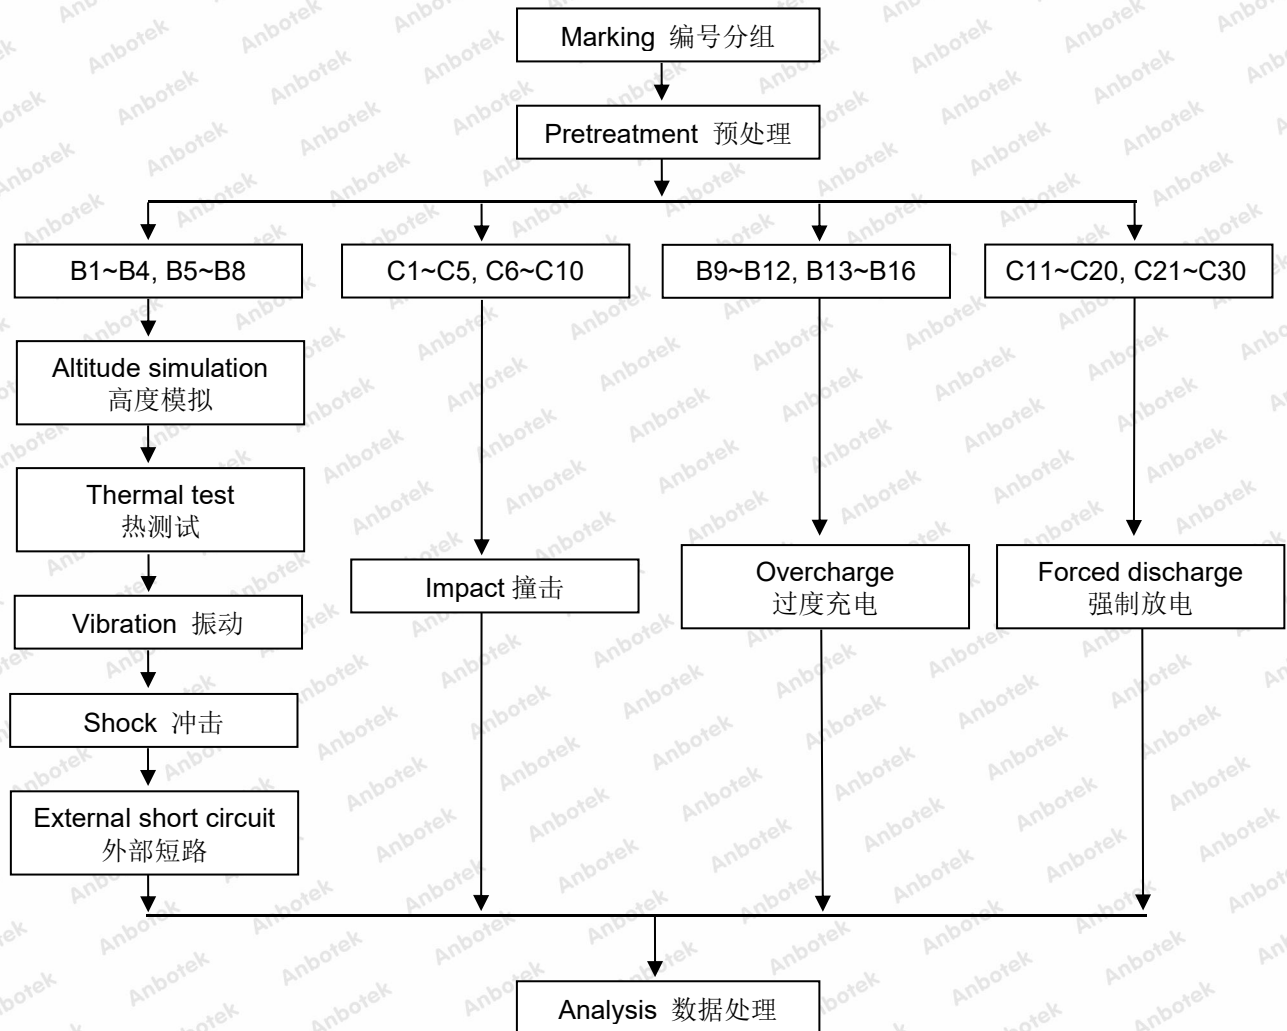 Marking 编号分组
Pretreatment 预处理
B1~B4, B5~B8
C1~C5, C6~C10
B9~B12, B13~B16
C11~C20, C21~C30
Altitude simulation
高度模拟
Thermal test
热测试
Vibration 振动
Shock 冲击
External short circuit
外部短路
Impact 撞击
Overcharge
过度充电
Forced discharge
强制放电
Analysis 数据处理
Anbotek